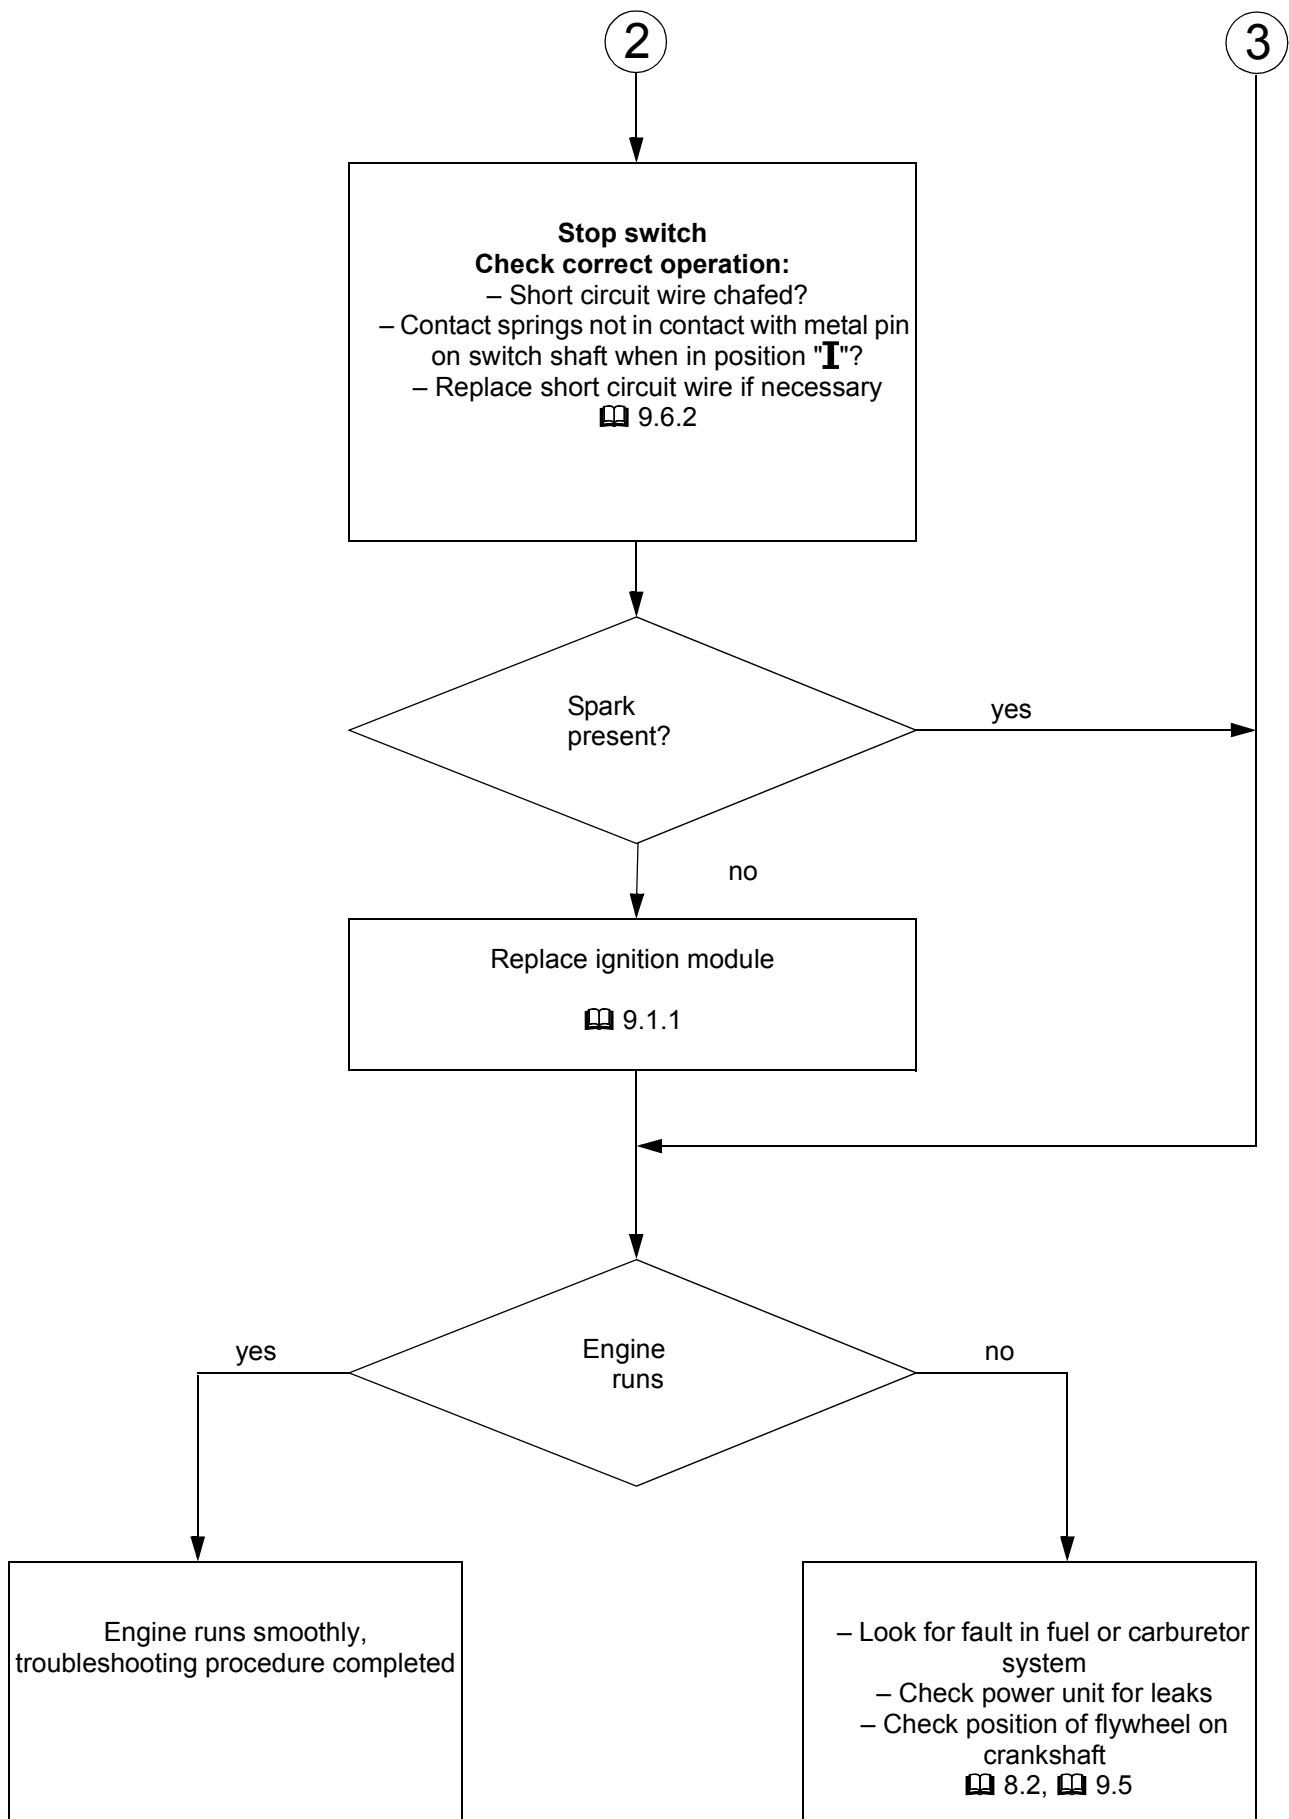 2
3
Stop switch
Check correct operation:
– Short circuit wire chafed?
– Contact springs not in contact with metal pin
on switch shaft when in position "I"?
– Replace short circuit wire if necessary
9.6.2
Spark
present?
yes
no
Replace ignition module
9.1.1
Engine
runs
yes
no
Engine runs smoothly,
troubleshooting procedure completed
– Look for fault in fuel or carburetor
system
– Check power unit for leaks
– Check position of flywheel on
crankshaft
8.2, 9.5